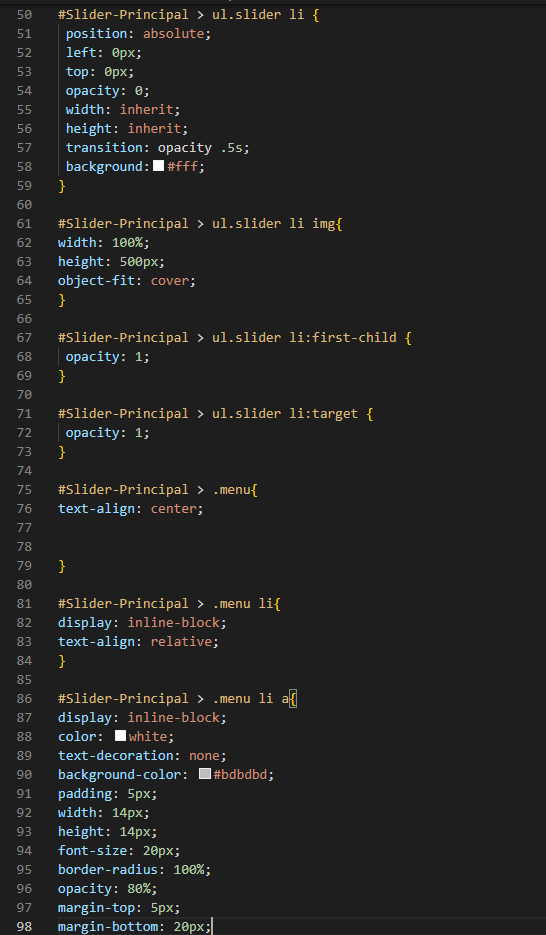 50 #Slider-Principal > ul.slider li {
51 position: absolute;
52 left: 0px;
53 top: 0px;
54 opacity: 0;
55 width: inherit;
56 height: inherit;
57 transition: opacity .5s;
58 background: #fff;
59 }
60
61 #Slider-Principal > ul.slider li img{
62 width: 100%;
63 height: 500px;
64 object-fit: cover;
65 }
66
67 #Slider-Principal > ul.slider li:first-child {
68 opacity: 1;
69 }
70
71 #Slider-Principal > ul.slider li:target {
72 opacity: 1;
73 }
74
75 #Slider-Principal > .menu{
76 text-align: center;
77
78
79 }
80
81 #Slider-Principal > .menu li{
82 display: inline-block;
83 text-align: relative;
84 }
85
86 #Slider-Principal > .menu li a{
87 display: inline-block;
88 color: white;
89 text-decoration: none;
90 background-color: #bdbdbd;
91 padding: 5px;
92 width: 14px;
93 height: 14px;
94 font-size: 20px;
95 border-radius: 100%;
96 opacity: 80%;
97 margin-top: 5px;
98 margin-bottom: 20px;